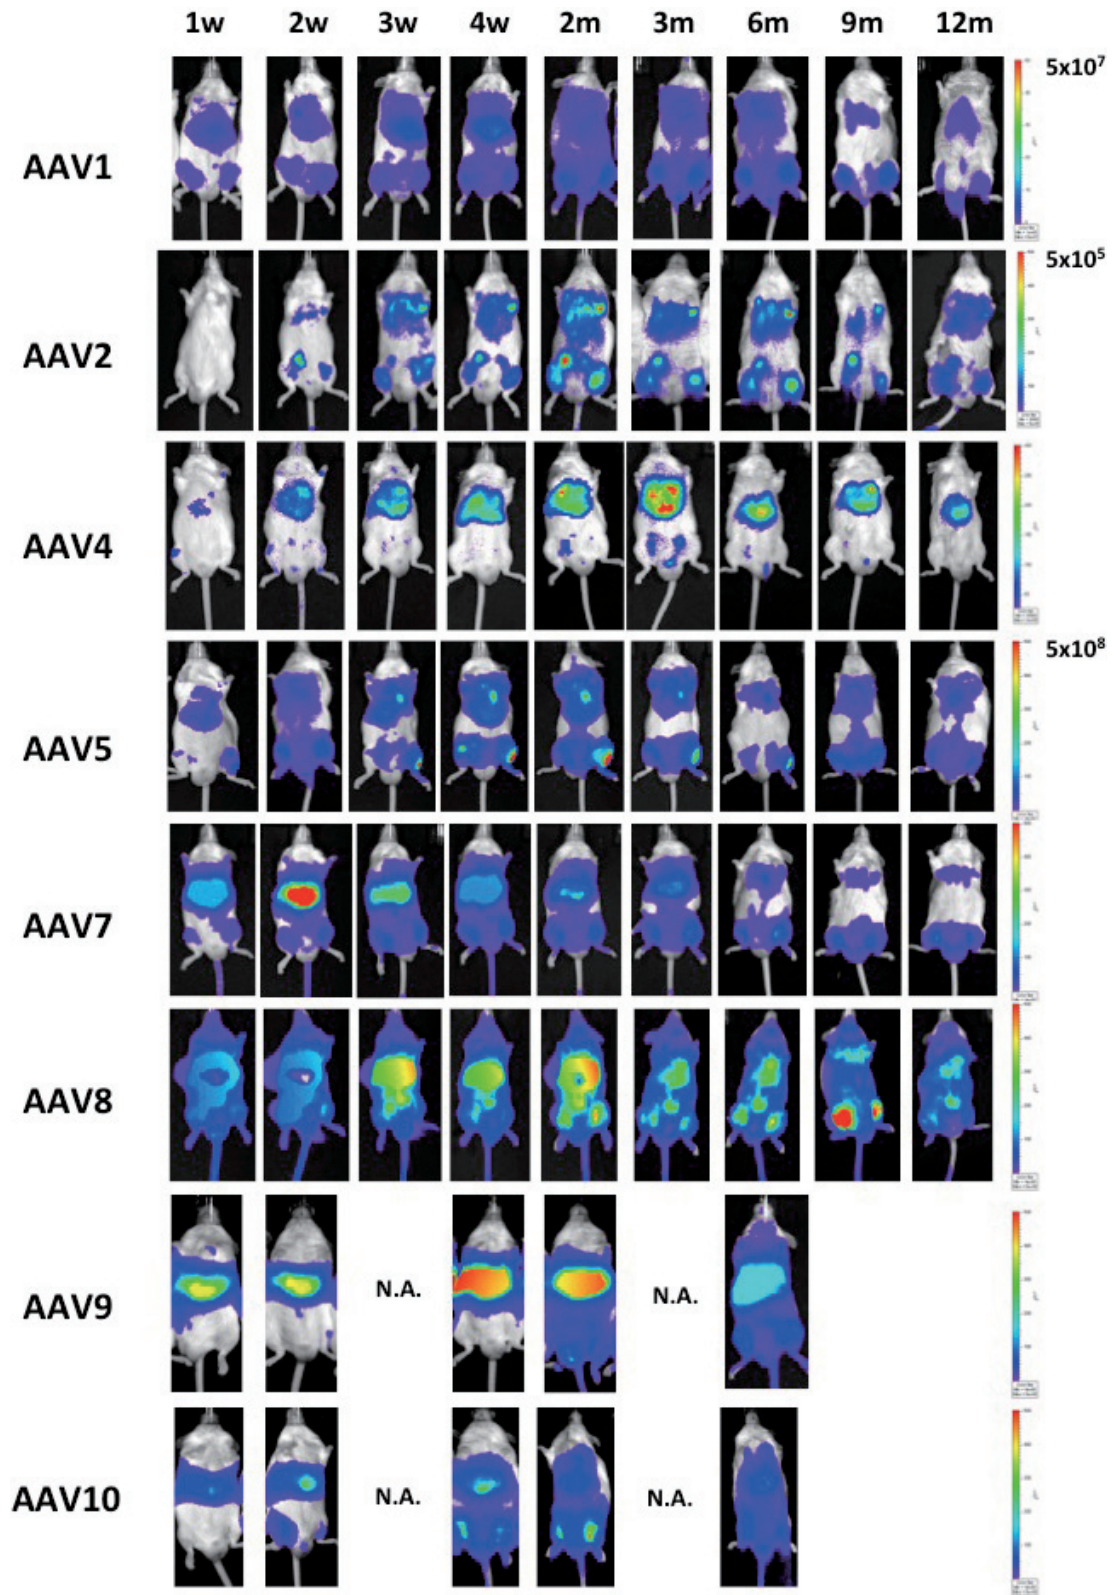 1w 2w 3w 4w 2m 3m 6m 9m 12m
AAV1 5x10⁷
AAV2 5x10⁵
AAV4
AAV5 5x10⁸
AAV7
AAV8
AAV9 N.A. N.A.
AAV10 N.A. N.A.